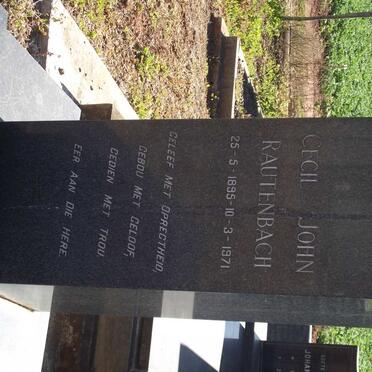 CECIL JOHN
RAUTENBACH
25-5-1895-10-3-1971
GELEEF MET OPREGTHEID,
GEBOU MET GELOOF,
GEDIEN MET TROU
EER AAN DIE HERE